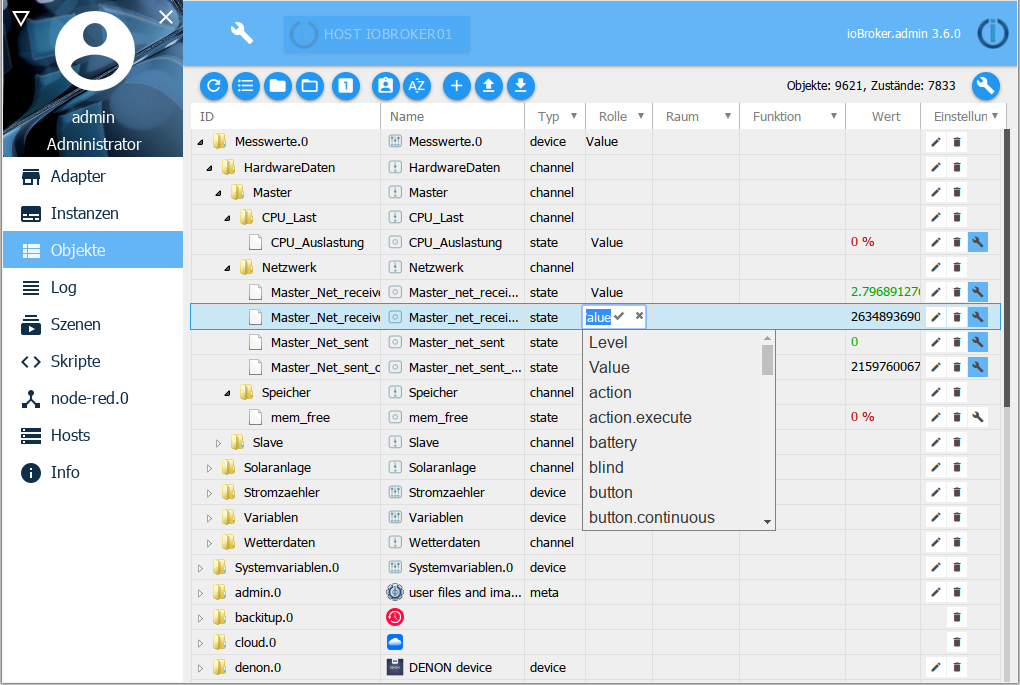 HOST IOBROKER01
ioBroker.admin 3.6.0
admin
Administrator
Adapter
Instanzen
Objekte
Log
Szenen
Skripte
node-red.0
Hosts
Info
1 AZ Objekte: 9621, Zustände: 7833
ID Name Typ Rolle Raum Funktion Wert Einstellun
Messwerte.0 Messwerte.0 device Value
HardwareDaten HardwareDaten channel
Master Master channel
CPU_Last CPU_Last channel
CPU_Auslastung CPU_Auslastung state Value 0 %
Netzwerk Netzwerk channel
Master_Net_receive Master_net_recei... state Value 2.79689127
Master_Net_receive Master_net_recei... state alue 2634893690
Master_Net_sent Master_net_sent state 0
Master_Net_sent_c Master_net_sent_... state 2159760067
Speicher Speicher channel
mem_free mem_free state 0 %
Slave Slave channel
Solaranlage Solaranlage channel
Stromzaehler Stromzaehler device
Variablen Variablen device
Wetterdaten Wetterdaten channel
Systemvariablen.0 Systemvariablen.0 device
admin.0 user files and ima... meta
backitup.0
cloud.0
denon.0 DENON device device
Level
Value
action
action.execute
battery
blind
button
button.continuous